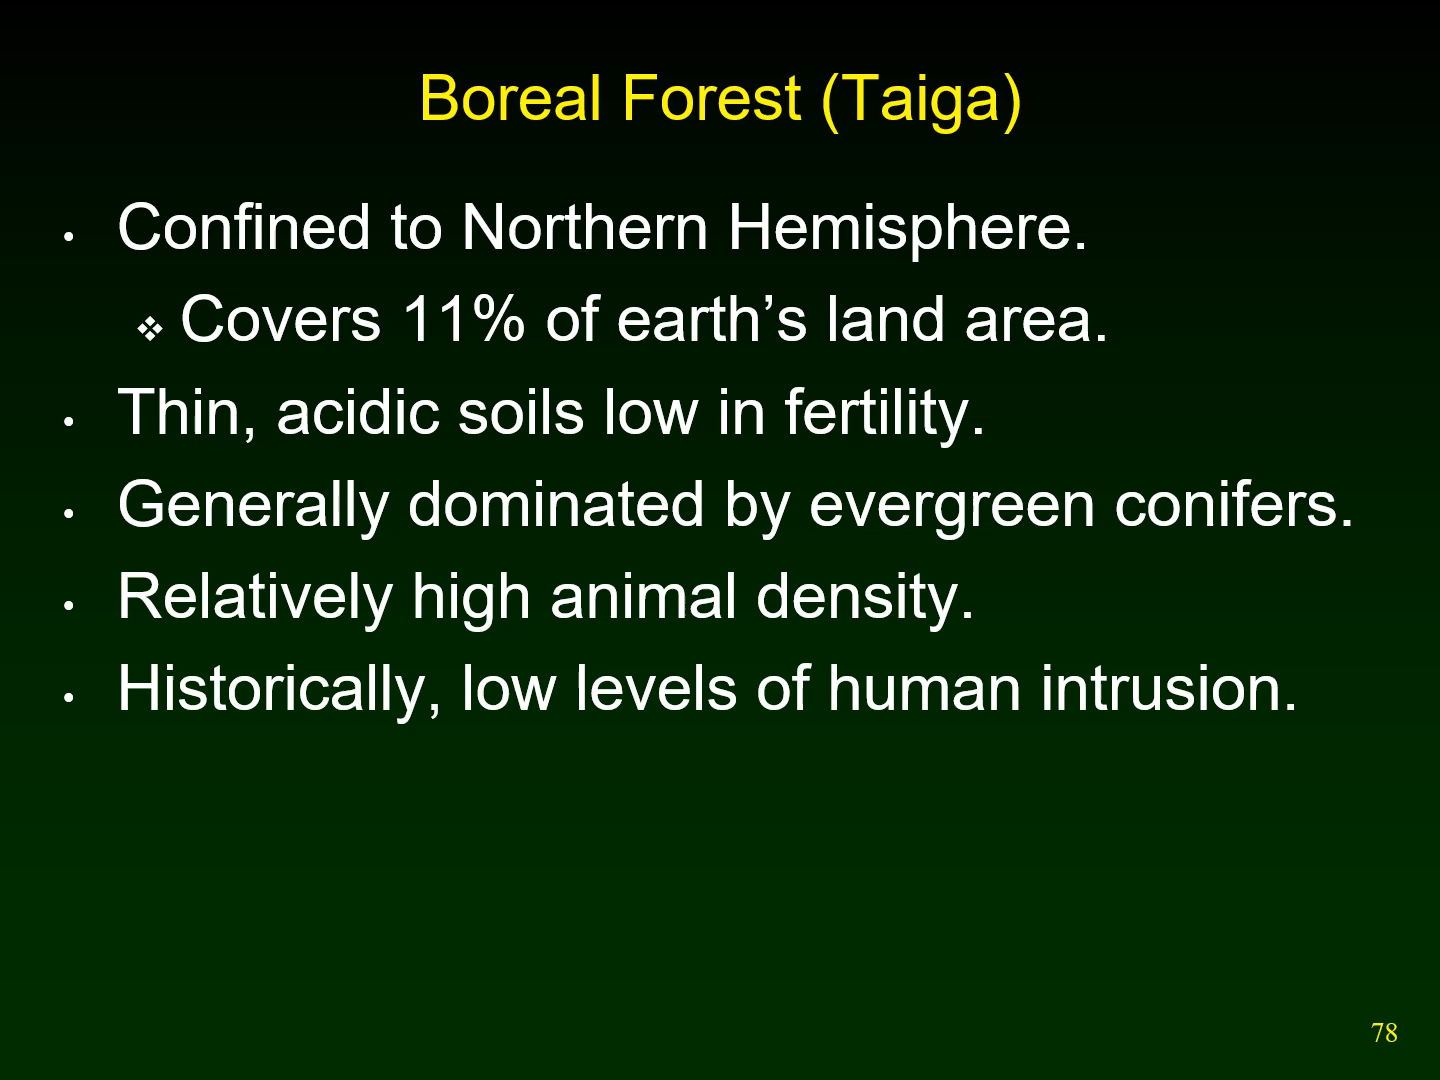 Boreal Forest (Taiga)
• Confined to Northern Hemisphere.
❖ Covers 11% of earth’s land area.
• Thin, acidic soils low in fertility.
• Generally dominated by evergreen conifers.
• Relatively high animal density.
• Historically, low levels of human intrusion.
78